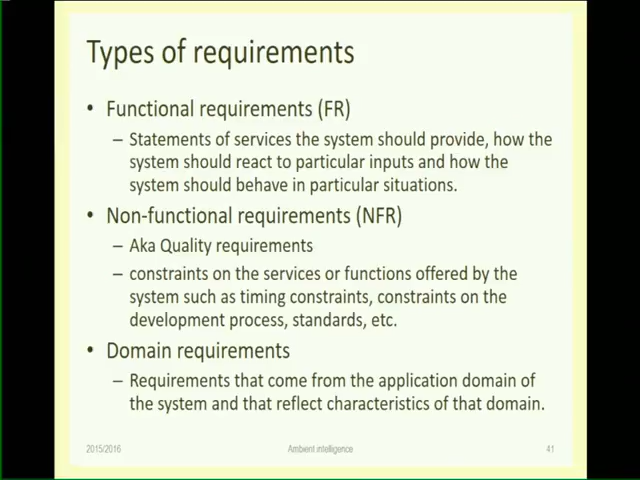 Types of requirements
• Functional requirements (FR)
– Statements of services the system should provide, how the
system should react to particular inputs and how the
system should behave in particular situations.
• Non-functional requirements (NFR)
– Aka Quality requirements
– constraints on the services or functions offered by the
system such as timing constraints, constraints on the
development process, standards, etc.
• Domain requirements
– Requirements that come from the application domain of
the system and that reflect characteristics of that domain.
2015/2016 Ambient intelligence 41